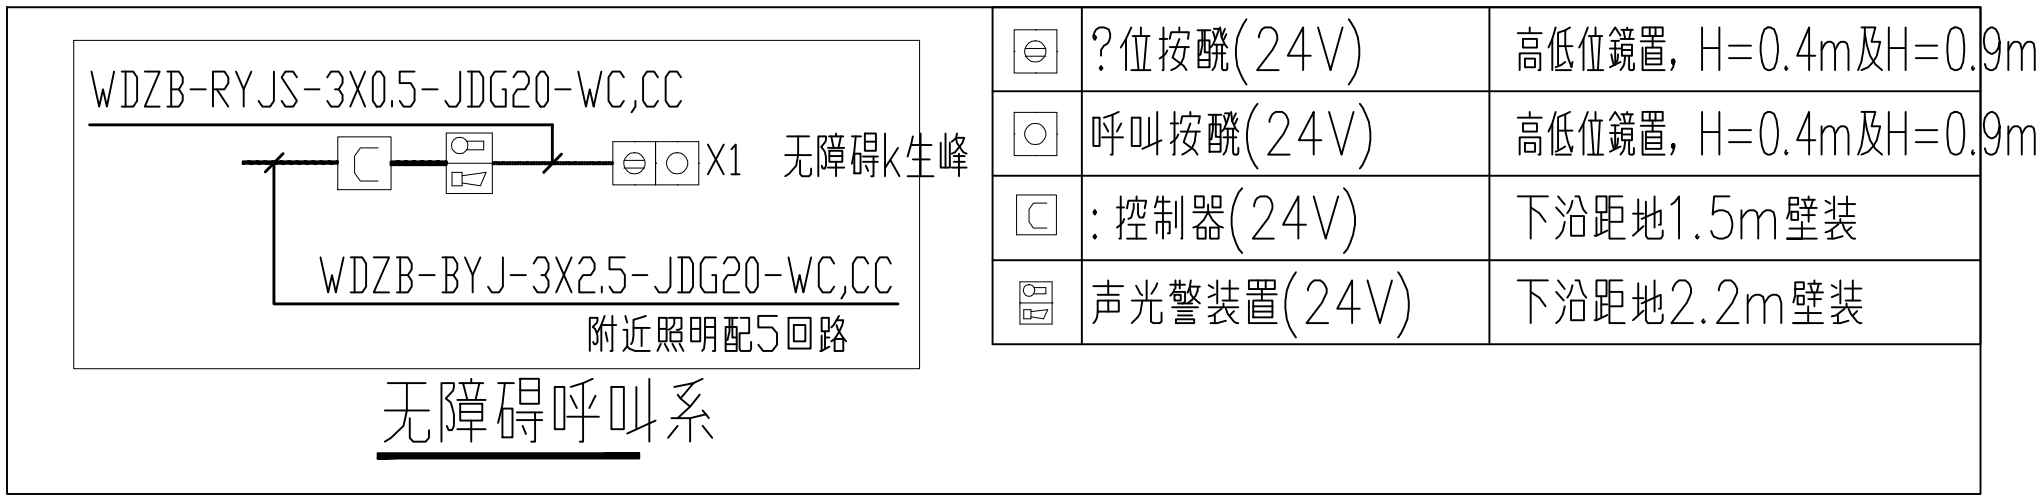 WDZB-RYJS-3X0.5-JDG20-WC,CC
X1 无障碍k生峰
WDZB-BYJ-3X2.5-JDG20-WC,CC
附近照明配5回路
无障碍呼叫系
?位按醗(24V) 高低位鏡置, H=0.4m及H=0.9m
呼叫按醗(24V) 高低位鏡置, H=0.4m及H=0.9m
:控制器(24V) 下沿距地1.5m壁装
声光警装置(24V) 下沿距地2.2m壁装